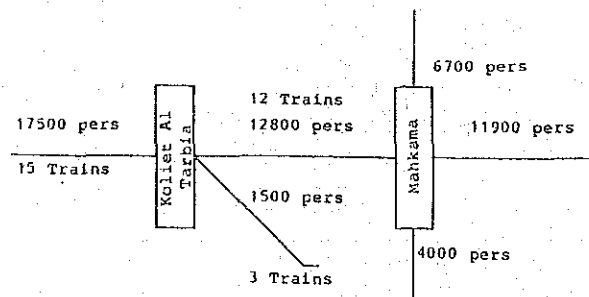 6700 pers
12 Trains
17500 pers
Koliet Al
Tarbia
12800 pers
Mahkama
11900 pers
15 Trains
1500 pers
4000 pers
3 Trains